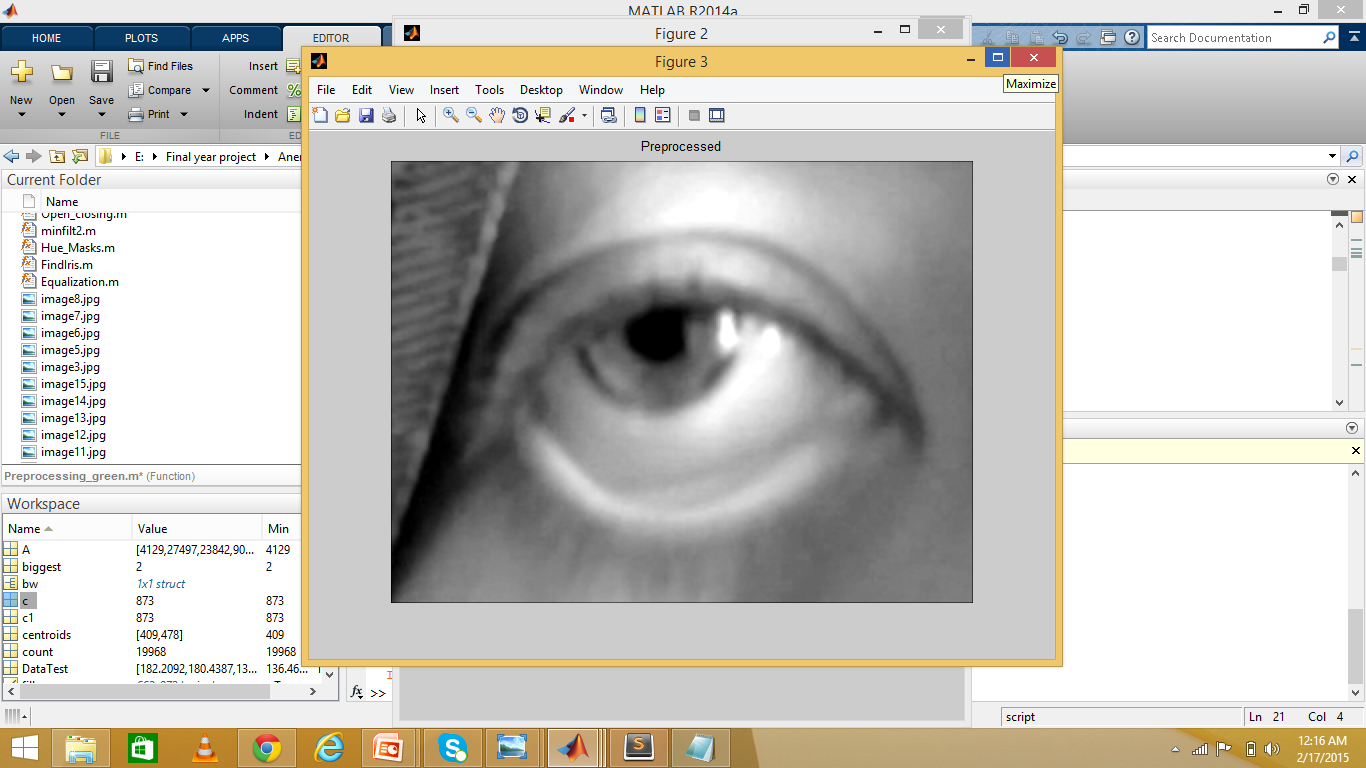 MATLAB R2014a
HOME PLOTS APPS EDITOR
Search Documentation
Figure 2
Figure 3
Maximize
File Edit View Insert Tools Desktop Window Help
New Open Save
Find Files
Compare
Print
FILE
Insert
Comment
Indent
E: Final year project
Preprocessed
Current Folder
Name
Open_closing.m
minfilt2.m
Hue_Masks.m
FindIris.m
Equalization.m
image8.jpg
image7.jpg
image6.jpg
image5.jpg
image3.jpg
image15.jpg
image14.jpg
image13.jpg
image12.jpg
image11.jpg
Preprocessing_green.m* (Function)
Workspace
Name Value Min
A [4129,27497,23842,90... 4129
biggest 2 2
bw 1x1 struct
c 873 873
c1 873 873
centroids [409,478] 409
count 19968 19968
DataTest [182.2092,180.4387,13... 136.46...
fx >>
script Ln 21 Col 4
12:16 AM
2/17/2015